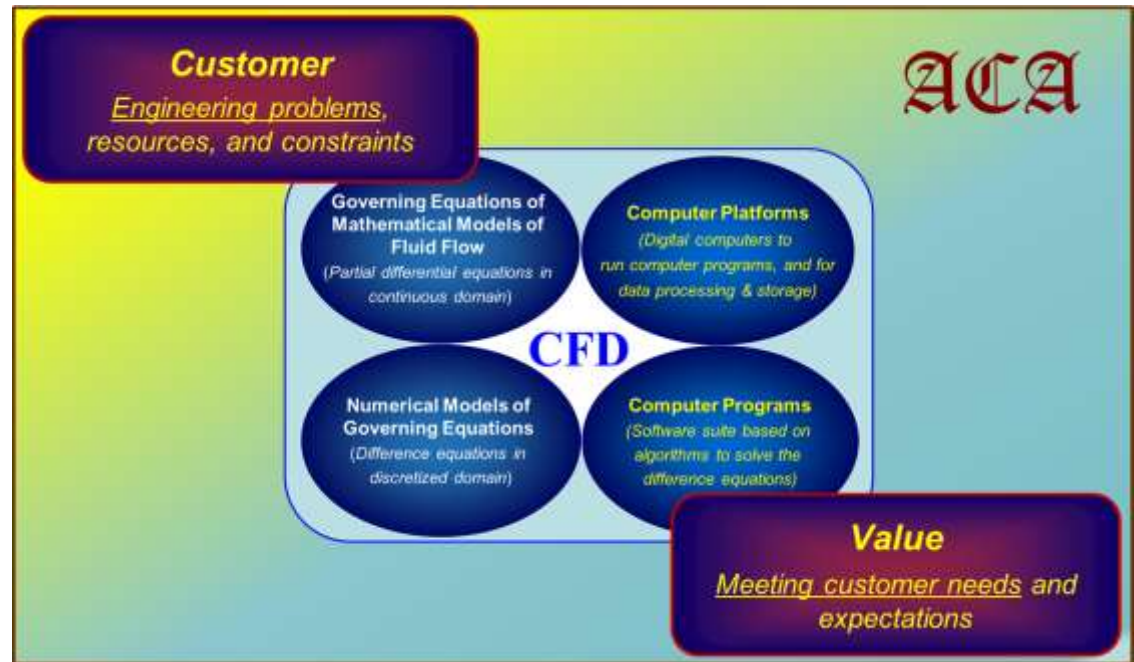 Customer
Engineering problems,
resources, and constraints
ACA
Governing Equations of
Mathematical Models of
Fluid Flow
(Partial differential equations in
continuous domain)
Computer Platforms
(Digital computers to
run computer programs, and for
data processing & storage)
CFD
Numerical Models of
Governing Equations
(Difference equations in
discretized domain)
Computer Programs
(Software suite based on
algorithms to solve the
difference equations)
Value
Meeting customer needs and
expectations